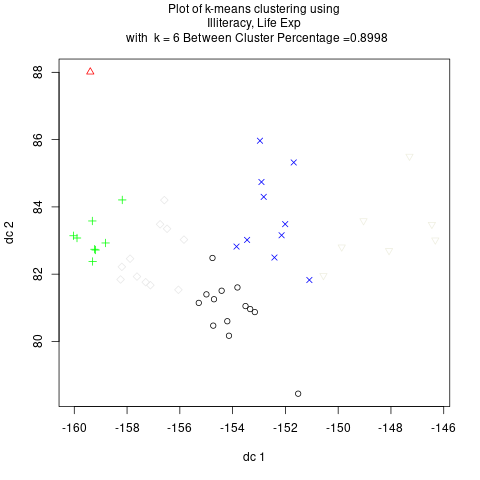 Plot of k-means clustering using
Illiteracy, Life Exp
with k = 6 Between Cluster Percentage =0.8998
88
86
84
82
80
dc 2
-160
-158
-156
-154
-152
-150
-148
-146
dc 1